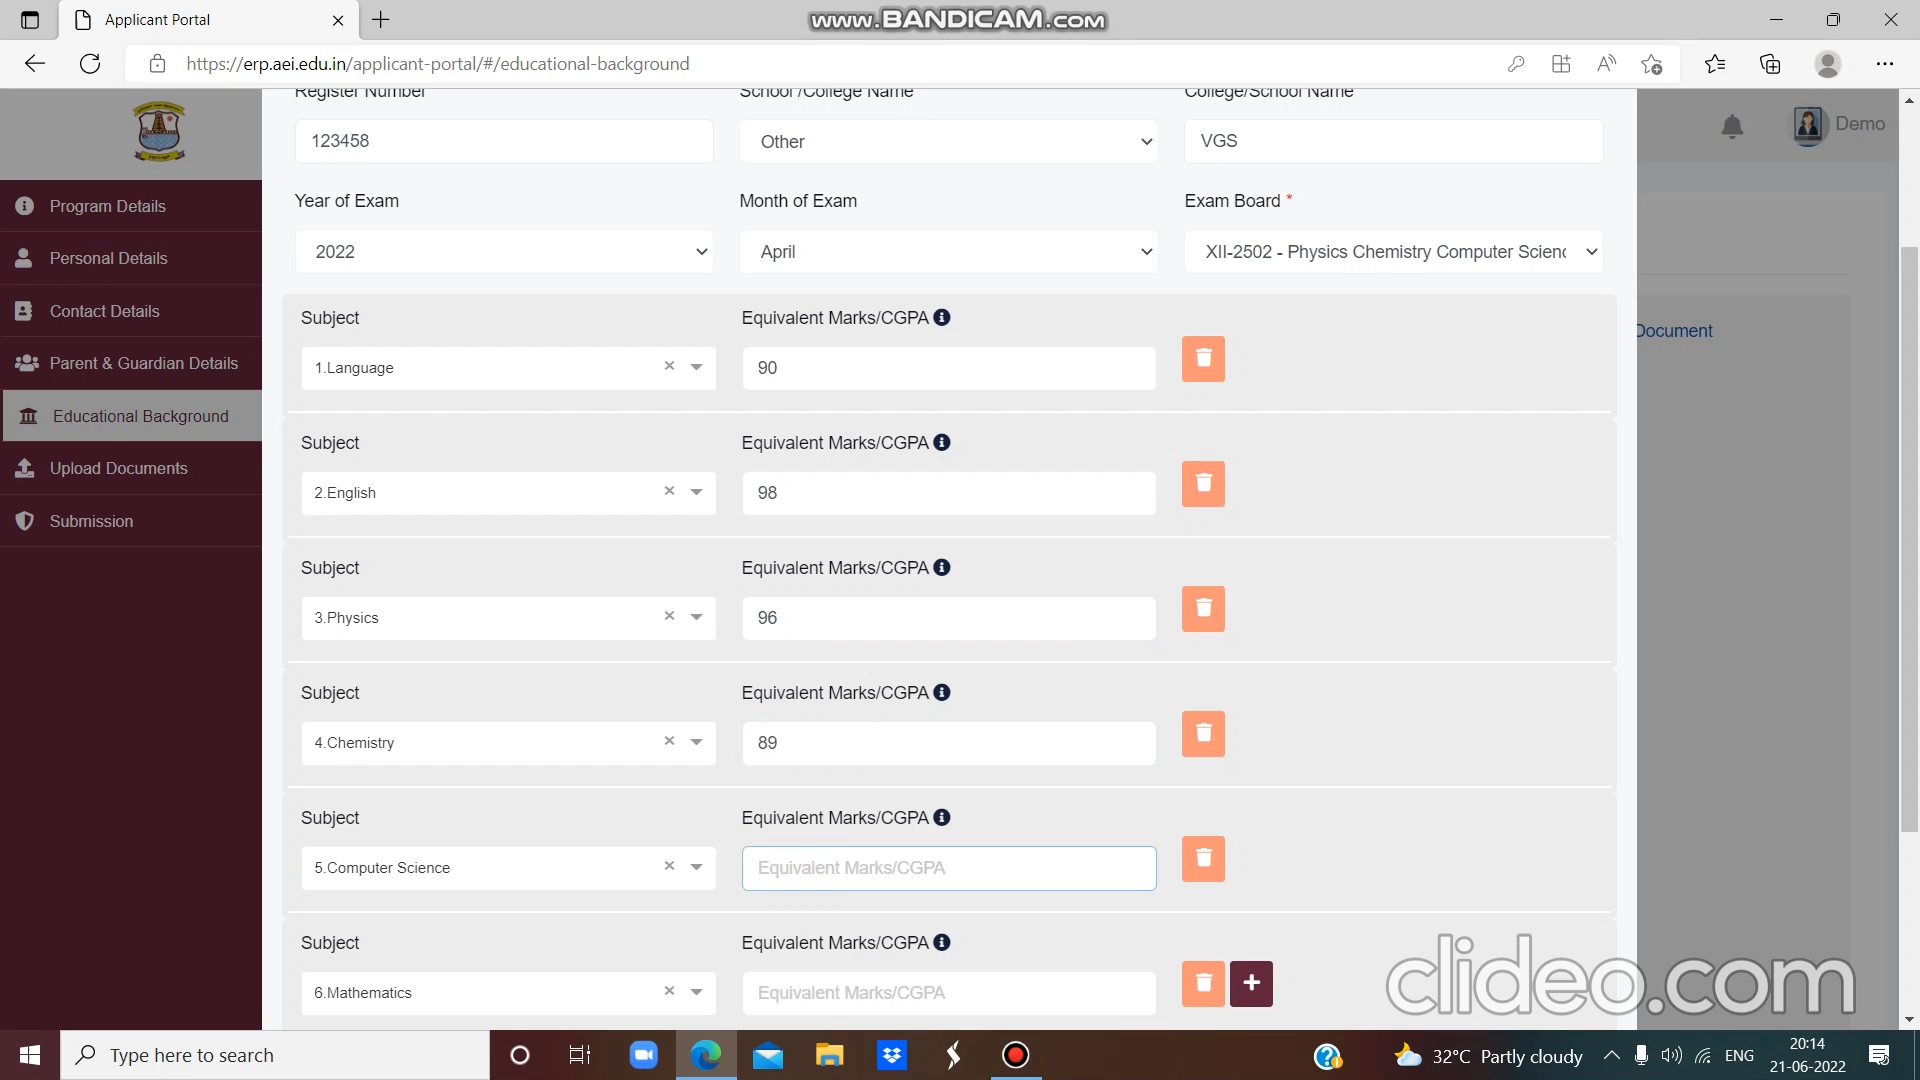 Applicant Portal
www.BANDICAM.com
https://erp.aei.edu.in/applicant-portal/#/educational-background
Register Number
School /College Name
College/School Name
123458
Other
VGS
Demo
Program Details
Year of Exam
Month of Exam
Exam Board *
Personal Details
2022
April
XII-2502 - Physics Chemistry Computer Scienc
Contact Details
Subject
Equivalent Marks/CGPA
Document
Parent & Guardian Details
1.Language
90
Educational Background
Subject
Equivalent Marks/CGPA
Upload Documents
2.English
98
Submission
Subject
Equivalent Marks/CGPA
3.Physics
96
Subject
Equivalent Marks/CGPA
4.Chemistry
89
Subject
Equivalent Marks/CGPA
5.Computer Science
Equivalent Marks/CGPA
Subject
Equivalent Marks/CGPA
6.Mathematics
Equivalent Marks/CGPA
clideo.com
Type here to search
32°C Partly cloudy
ENG
20:14
21-06-2022